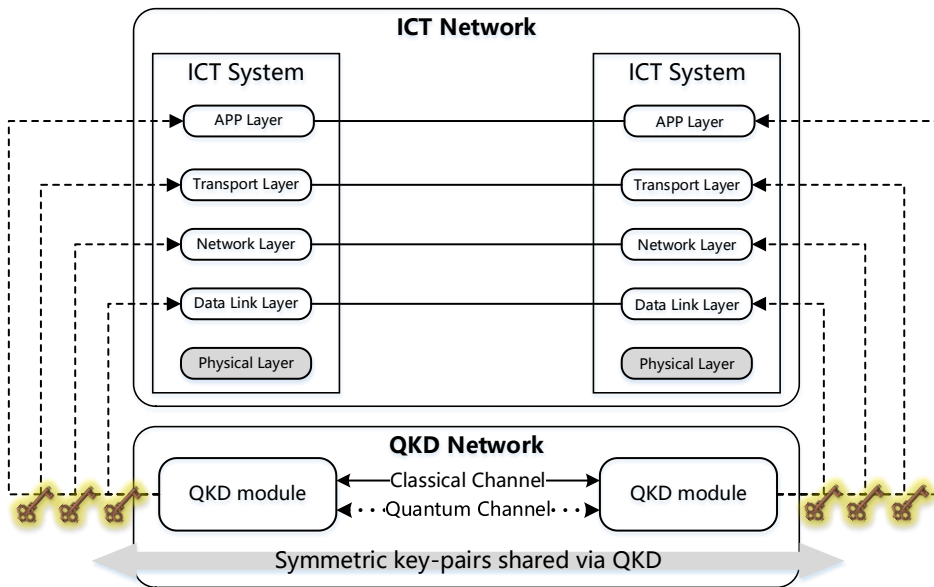 ICT Network
ICT System
ICT System
APP Layer
APP Layer
Transport Layer
Transport Layer
Network Layer
Network Layer
Data Link Layer
Data Link Layer
Physical Layer
Physical Layer
QKD Network
QKD module
Classical Channel
Quantum Channel
QKD module
Symmetric key-pairs shared via QKD